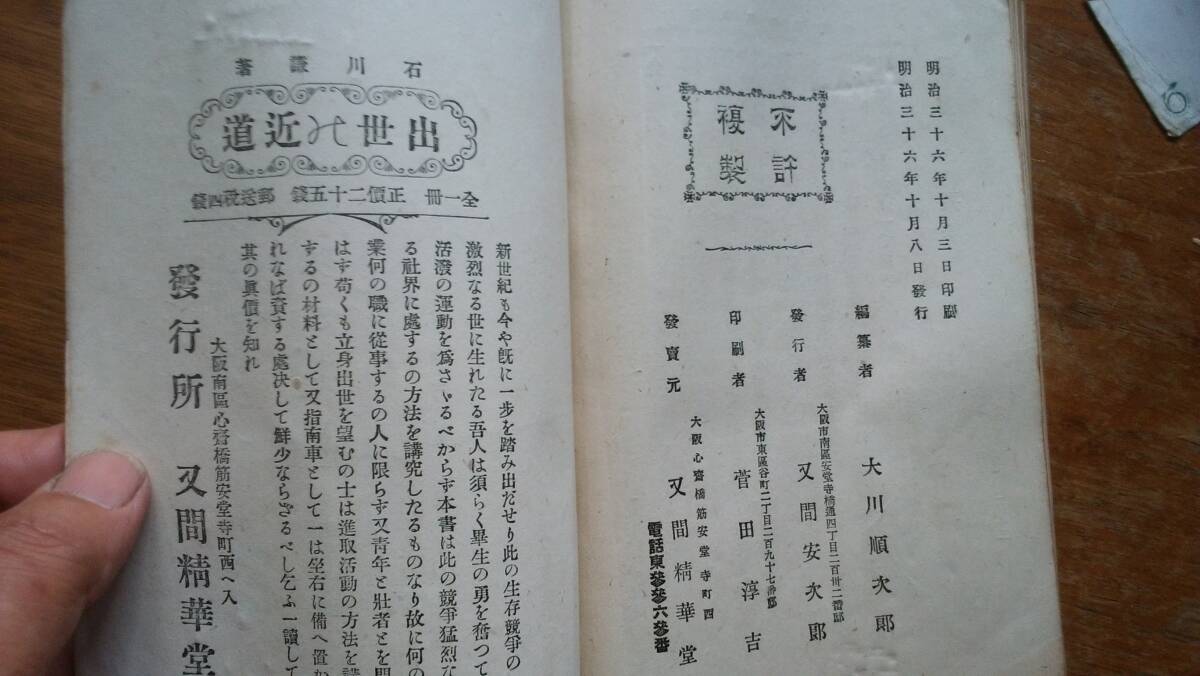 明治三十六年十月三日印刷
明治三十六年十月八日發行
不許
複製
編纂者 大川順次郎
大阪市南區安堂寺橋通四丁目二百卅二番邸
發行者 又間安次郎
大阪市東區谷町二丁目二百九十七番邸
印刷者 菅田淳吉
大阪心齋橋筋安堂寺町西
發賣元 又間精華堂
電話東參參六參番
石川 著
出世の近道
全一冊 正價二十五錢 郵送税四錢
新世紀も今や既に一歩を踏み出だせり此の生存競爭の
激烈なる世に生れたる吾人は須らく畢生の勇を奮つて
活潑の運動を爲さゞるべからず本書は此の競爭猛烈な
る社界に處するの方法を講究したるものなり故に何の
業何の職に從事するの人に限らず又青年と壯者とを問
はず苟くも立身出世を望むの士は進取活動の方法を講
ずるの材料として又指南車として一は坐右に備へ置か
れなば資する處決して鮮少ならざるべし乞ふ一讀して
其の眞價を知れ
大阪南區心齋橋筋安堂寺町西へ入
發行所 又間精華堂